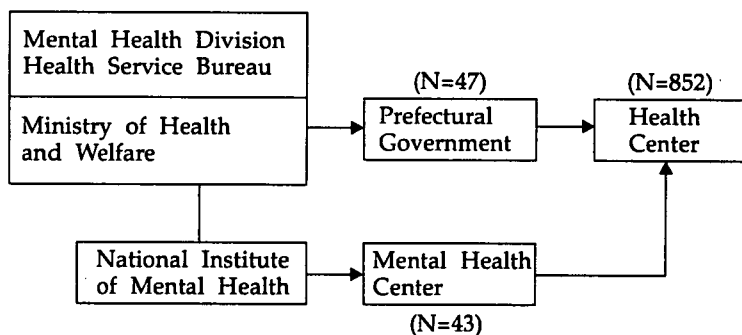 Mental Health Division
Health Service Bureau
Ministry of Health
and Welfare
(N=47)
Prefectural
Government
(N=852)
Health
Center
National Institute
of Mental Health
Mental Health
Center
(N=43)